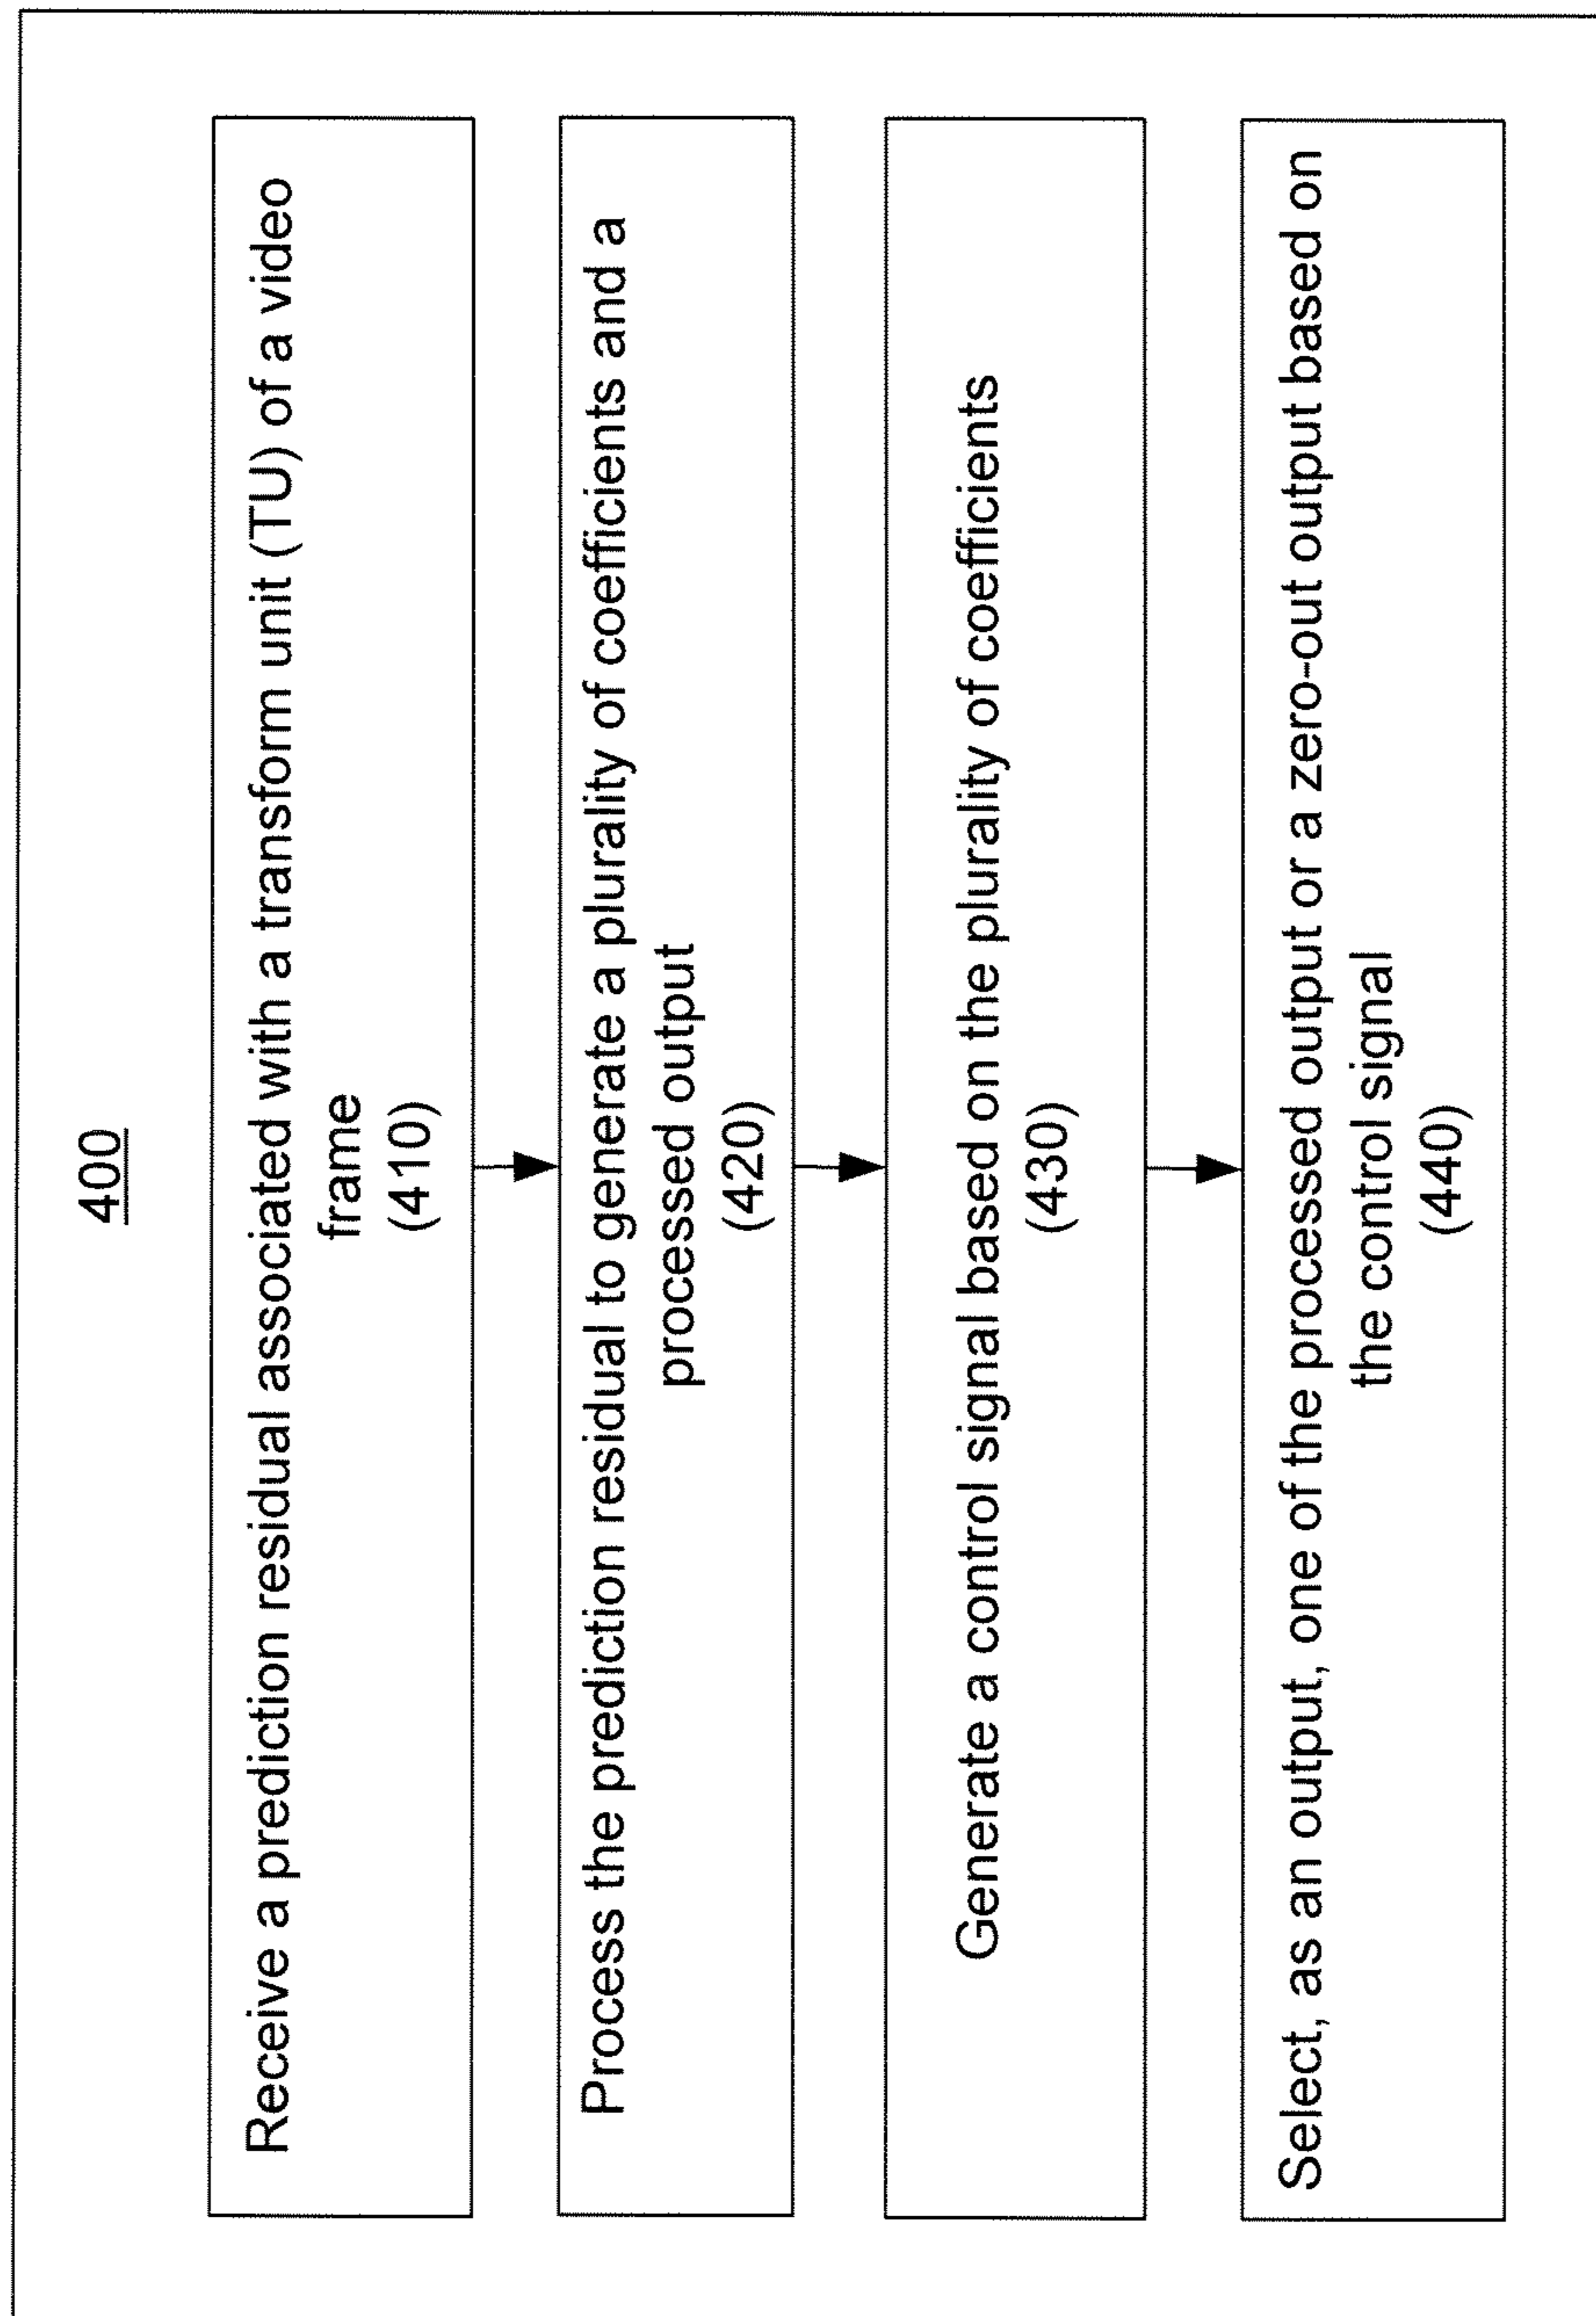 400
Receive a prediction residual associated with a transform unit (TU) of a video
frame
(410)
Process the prediction residual to generate a plurality of coefficients and a
processed output
(420)
Generate a control signal based on the plurality of coefficients
(430)
Select, as an output, one of the processed output or a zero-out output based on
the control signal
(440)